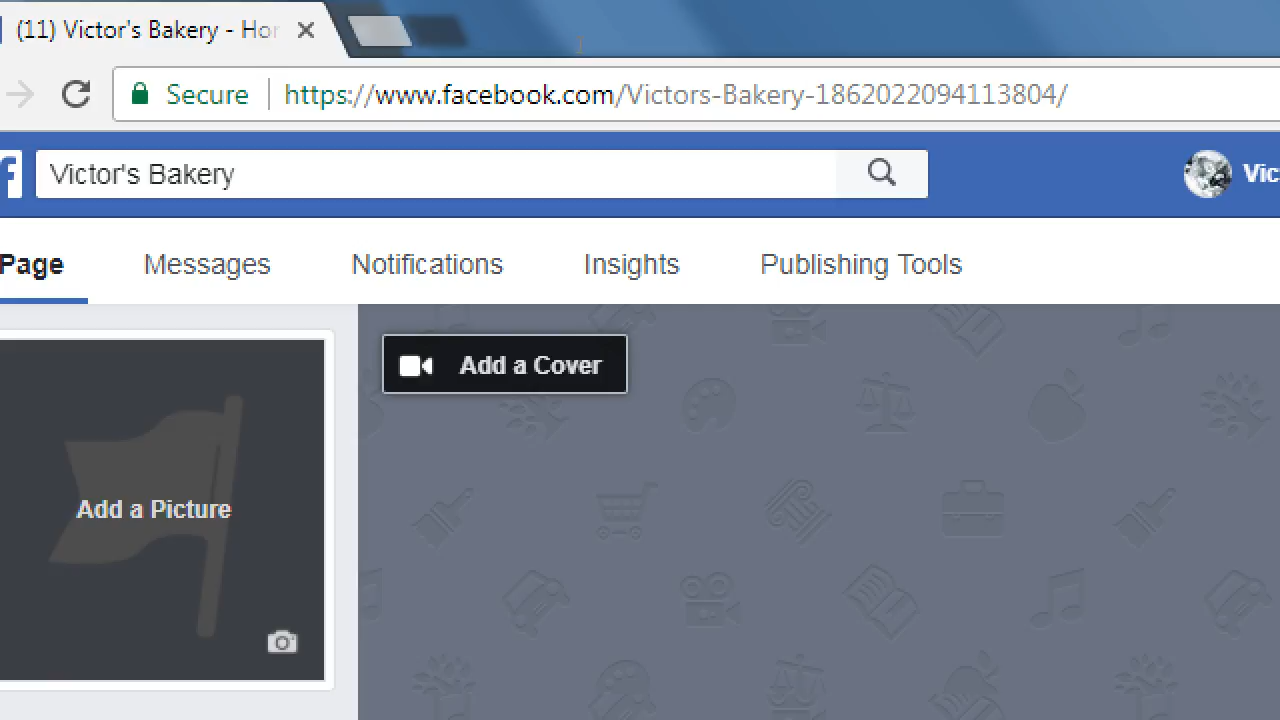 (11) Victor's Bakery - Hor
Secure https://www.facebook.com/Victors-Bakery-1862022094113804/
f Victor's Bakery Vic
Page Messages Notifications Insights Publishing Tools
Add a Cover
Add a Picture